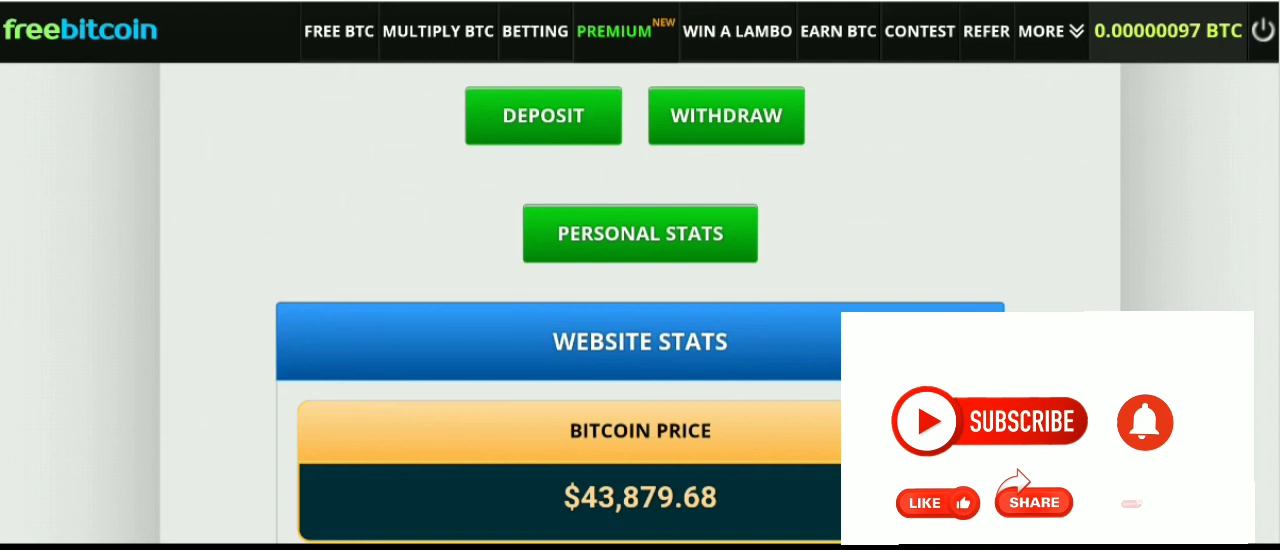 freebitcoin FREE BTC MULTIPLY BTC BETTING PREMIUM NEW WIN A LAMBO EARN BTC CONTEST REFER MORE 0.00000097 BTC
DEPOSIT WITHDRAW
PERSONAL STATS
WEBSITE STATS
BITCOIN PRICE
$43,879.68
SUBSCRIBE
LIKE SHARE